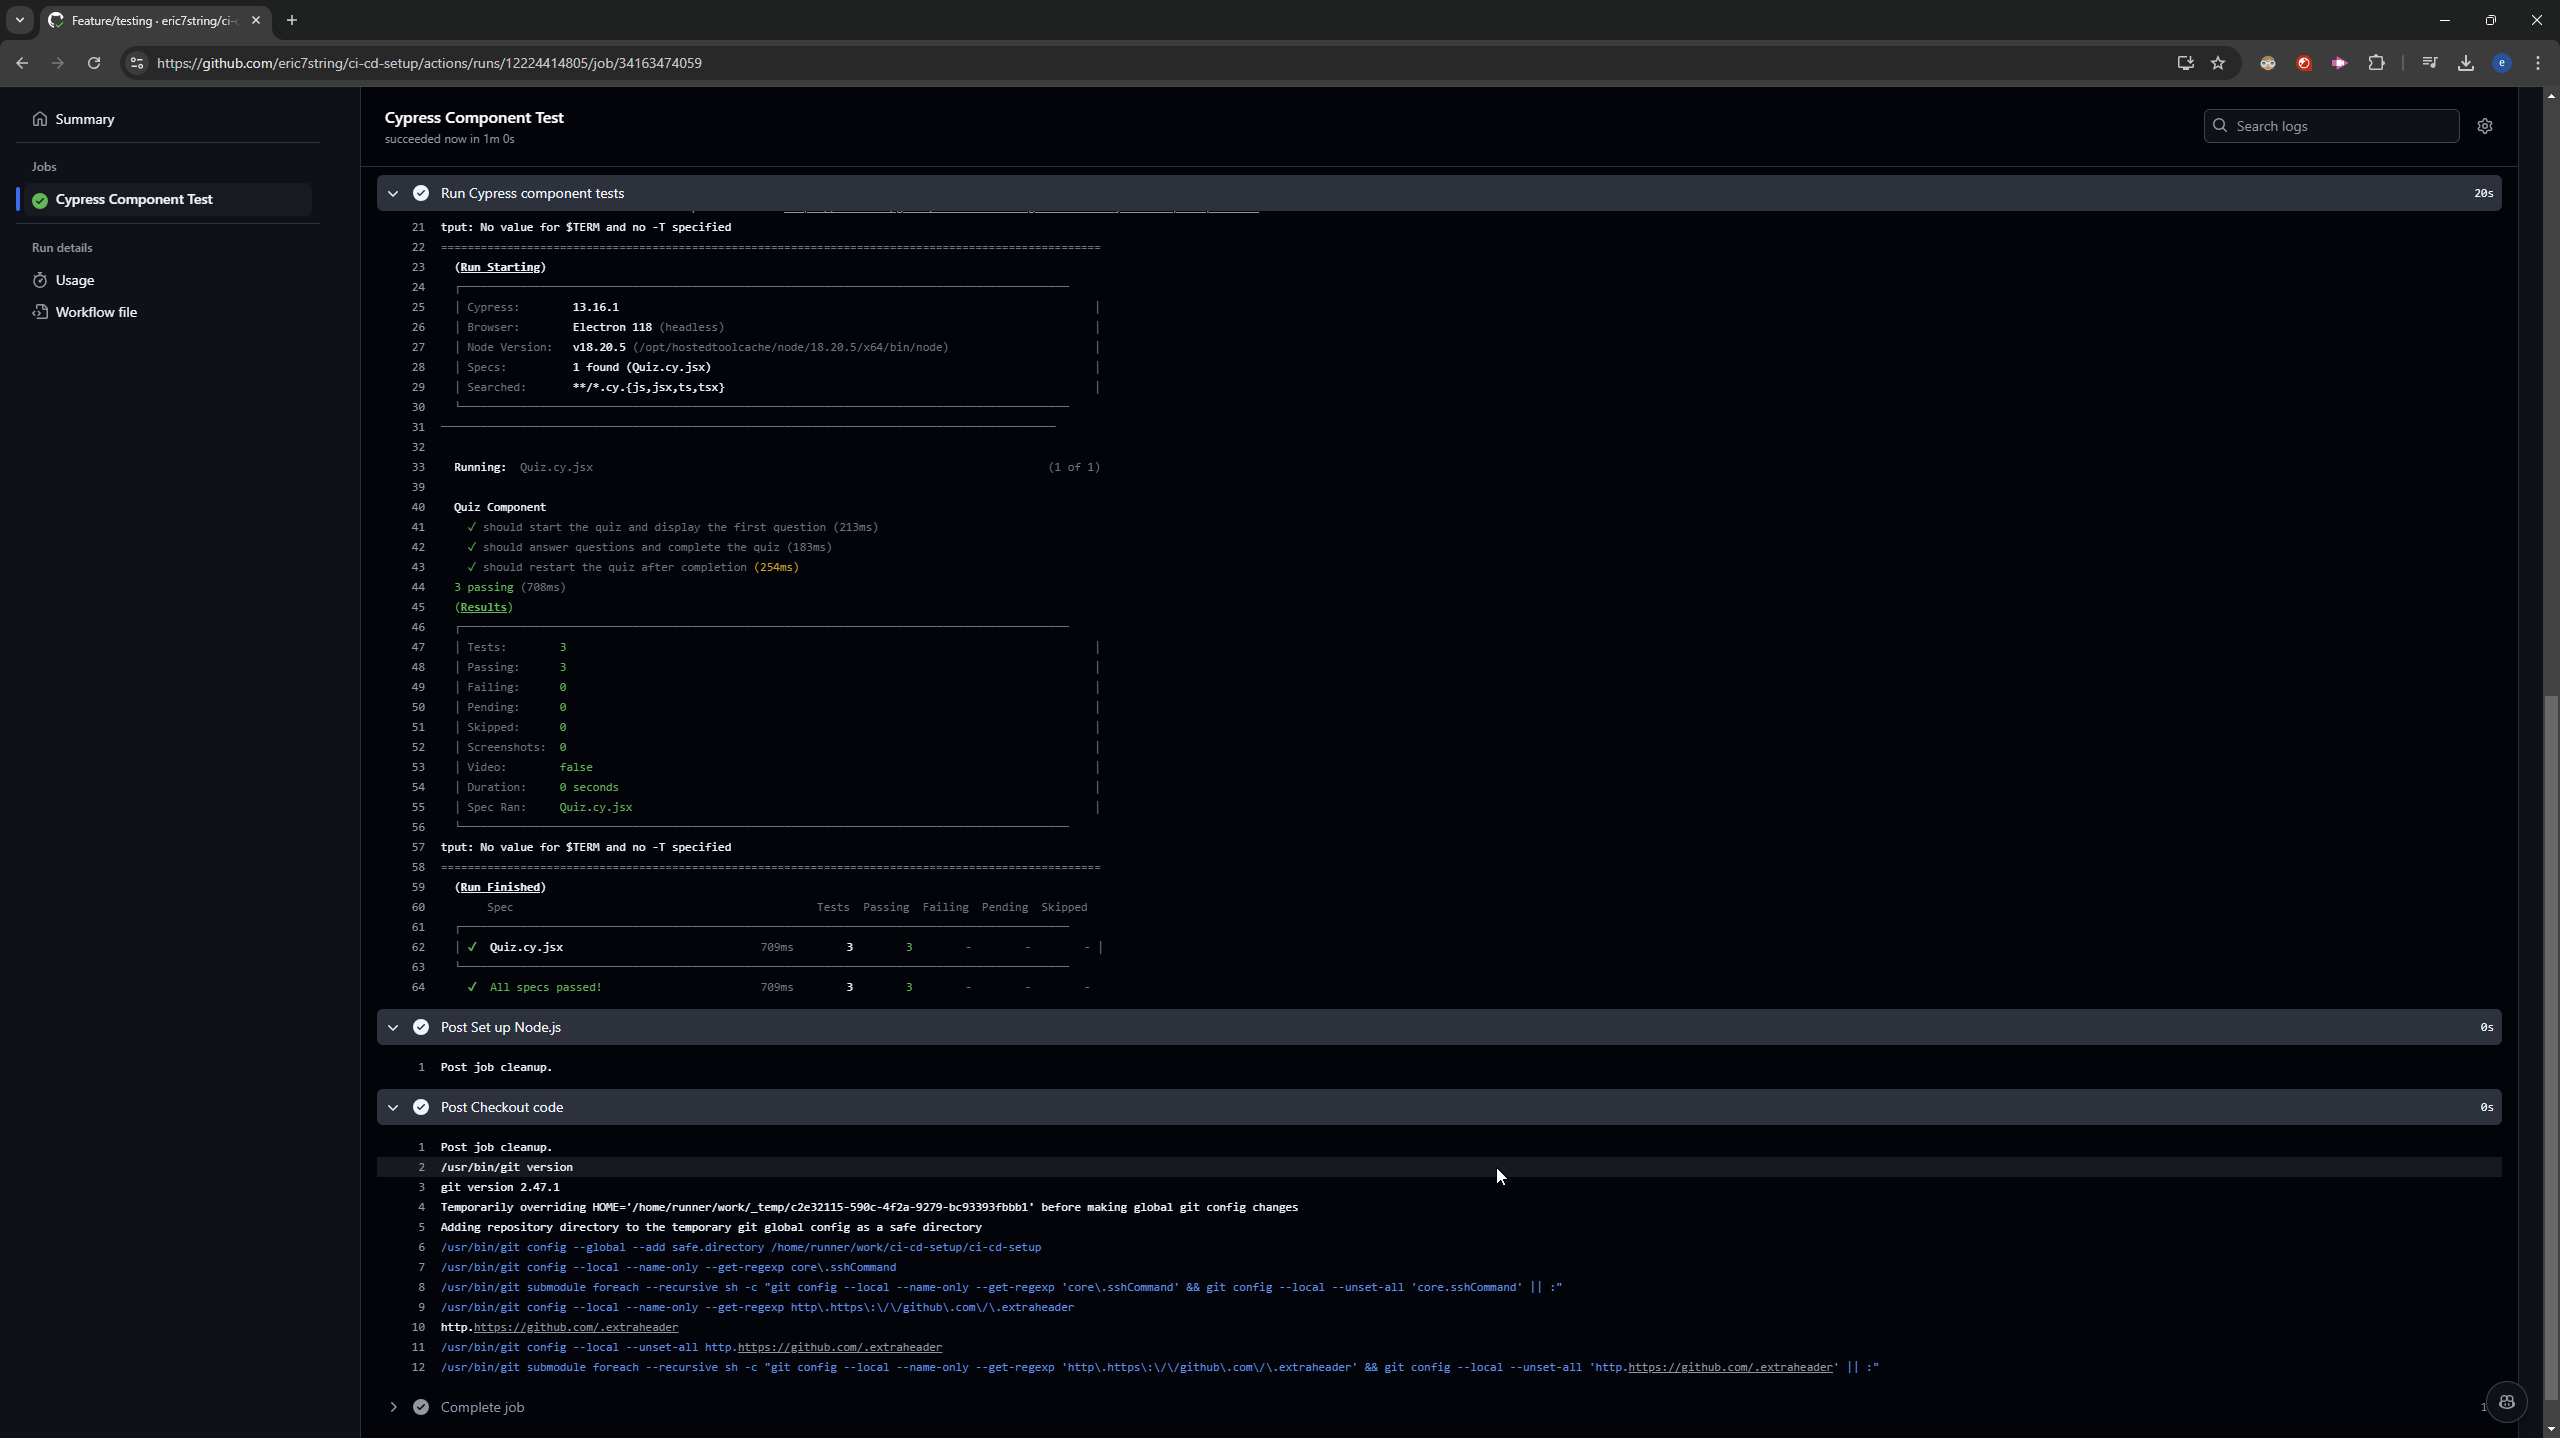 Feature/testing · eric7string/ci-
https://github.com/eric7string/ci-cd-setup/actions/runs/12224414805/job/34163474059
e
Summary
Jobs
Cypress Component Test
Run details
Usage
Workflow file
Cypress Component Test
succeeded now in 1m 0s
Search logs
Run Cypress component tests 20s
21 tput: No value for $TERM and no -T specified
22 ====================================================================================================
23 (Run Starting)
24
25 │ Cypress: 13.16.1 │
26 │ Browser: Electron 118 (headless) │
27 │ Node Version: v18.20.5 (/opt/hostedtoolcache/node/18.20.5/x64/bin/node) │
28 │ Specs: 1 found (Quiz.cy.jsx) │
29 │ Searched: **/*.cy.{js,jsx,ts,tsx} │
30
31
32
33 Running: Quiz.cy.jsx (1 of 1)
39
40 Quiz Component
41 ✓ should start the quiz and display the first question (213ms)
42 ✓ should answer questions and complete the quiz (183ms)
43 ✓ should restart the quiz after completion (254ms)
44 3 passing (708ms)
45 (Results)
46
47 │ Tests: 3 │
48 │ Passing: 3 │
49 │ Failing: 0 │
50 │ Pending: 0 │
51 │ Skipped: 0 │
52 │ Screenshots: 0 │
53 │ Video: false │
54 │ Duration: 0 seconds │
55 │ Spec Ran: Quiz.cy.jsx │
56
57 tput: No value for $TERM and no -T specified
58 ====================================================================================================
59 (Run Finished)
60 Spec Tests Passing Failing Pending Skipped
61
62 │ ✓ Quiz.cy.jsx 709ms 3 3 - - - │
63
64 ✓ All specs passed! 709ms 3 3 - - -
Post Set up Node.js 0s
1 Post job cleanup.
Post Checkout code 0s
1 Post job cleanup.
2 /usr/bin/git version
3 git version 2.47.1
4 Temporarily overriding HOME='/home/runner/work/_temp/c2e32115-590c-4f2a-9279-bc93393fbbb1' before making global git config changes
5 Adding repository directory to the temporary git global config as a safe directory
6 /usr/bin/git config --global --add safe.directory /home/runner/work/ci-cd-setup/ci-cd-setup
7 /usr/bin/git config --local --name-only --get-regexp core\.sshCommand
8 /usr/bin/git submodule foreach --recursive sh -c "git config --local --name-only --get-regexp 'core\.sshCommand' && git config --local --unset-all 'core.sshCommand' || :"
9 /usr/bin/git config --local --name-only --get-regexp http\.https\:\/\/github\.com\/\.extraheader
10 http.https://github.com/.extraheader
11 /usr/bin/git config --local --unset-all http.https://github.com/.extraheader
12 /usr/bin/git submodule foreach --recursive sh -c "git config --local --name-only --get-regexp 'http\.https\:\/\/github\.com\/\.extraheader' && git config --local --unset-all 'http.https://github.com/.extraheader' || :"
Complete job